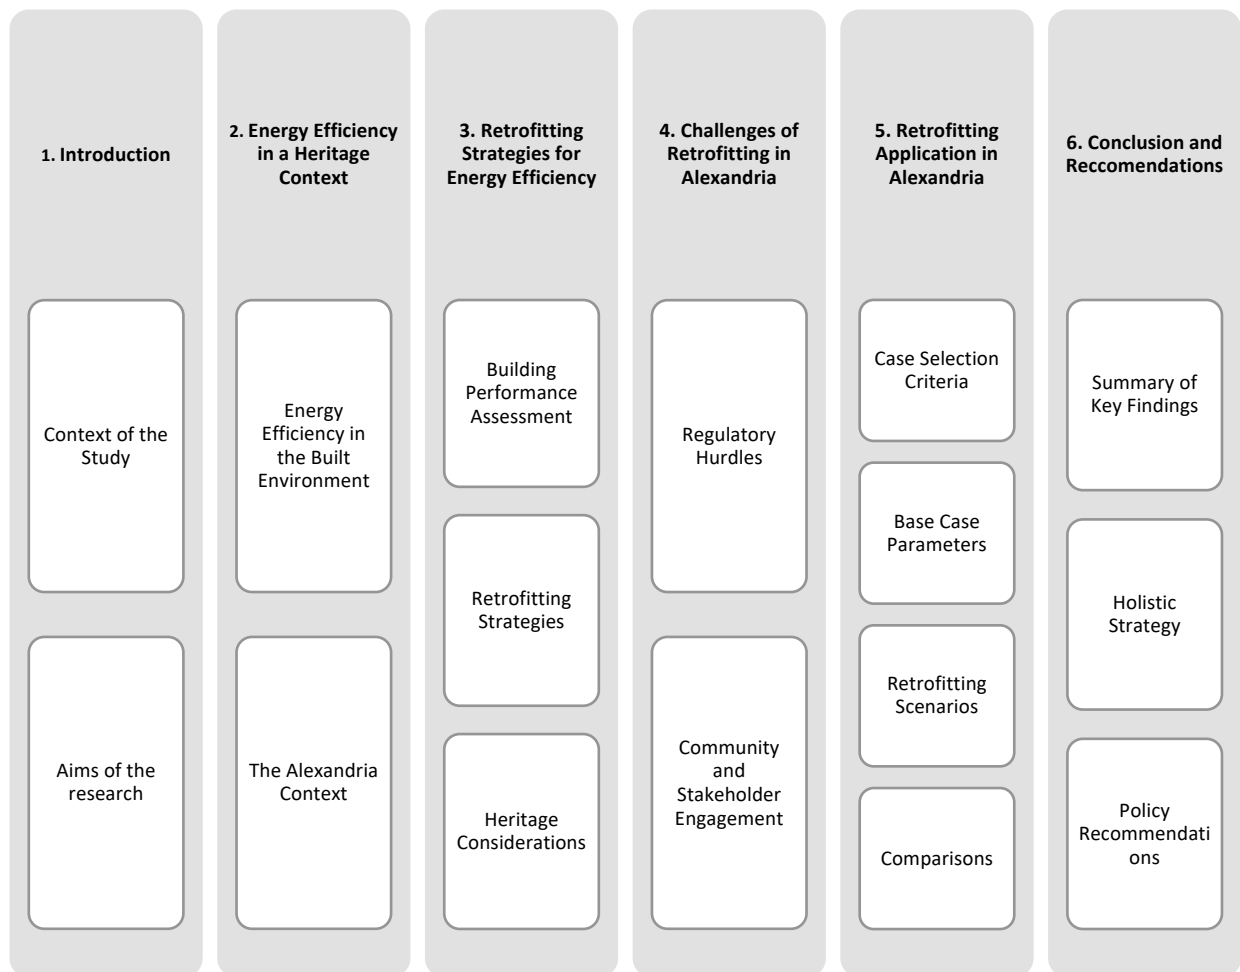 1. Introduction
Context of the
Study
Aims of the
research
2. Energy Efficiency
in a Heritage
Context
Energy
Efficiency in
the Built
Environment
The Alexandria
Context
3. Retrofitting
Strategies for
Energy Efficiency
Building
Performance
Assessment
Retrofitting
Strategies
Heritage
Considerations
4. Challenges of
Retrofitting in
Alexandria
Regulatory
Hurdles
Community
and
Stakeholder
Engagement
5. Retrofitting
Application in
Alexandria
Case Selection
Criteria
Base Case
Parameters
Retrofitting
Scenarios
Comparisons
6. Conclusion and
Reccomendations
Summary of
Key Findings
Holistic
Strategy
Policy
Recommendati
ons